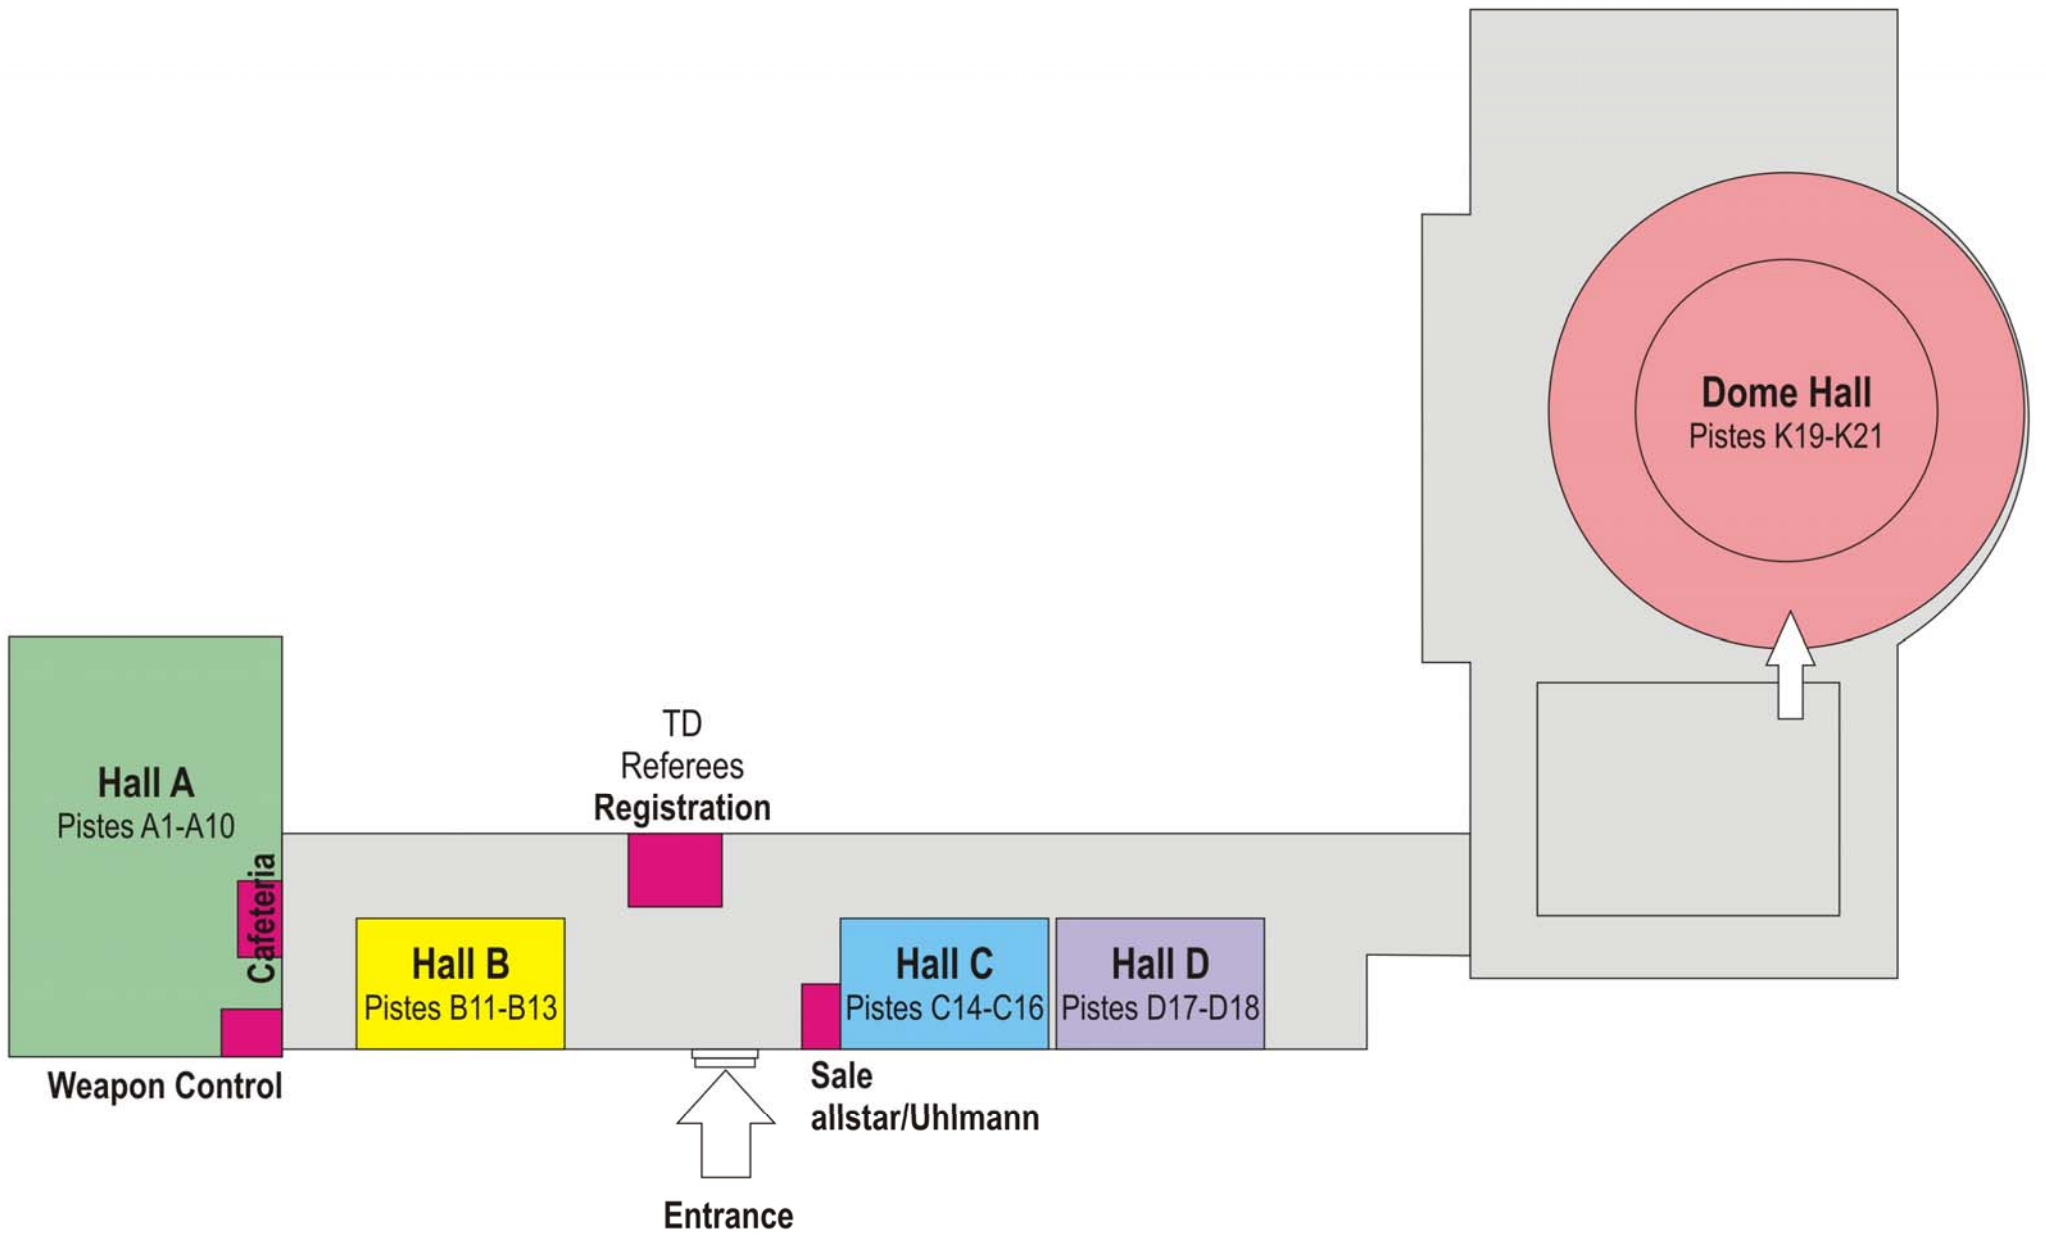 Dome Hall
Pistes K19-K21
TD
Referees
Registration
Hall A
Pistes A1-A10
Cafeteria
Weapon Control
Hall B
Pistes B11-B13
Hall C
Pistes C14-C16
Hall D
Pistes D17-D18
Sale
allstar/Uhlmann
Entrance